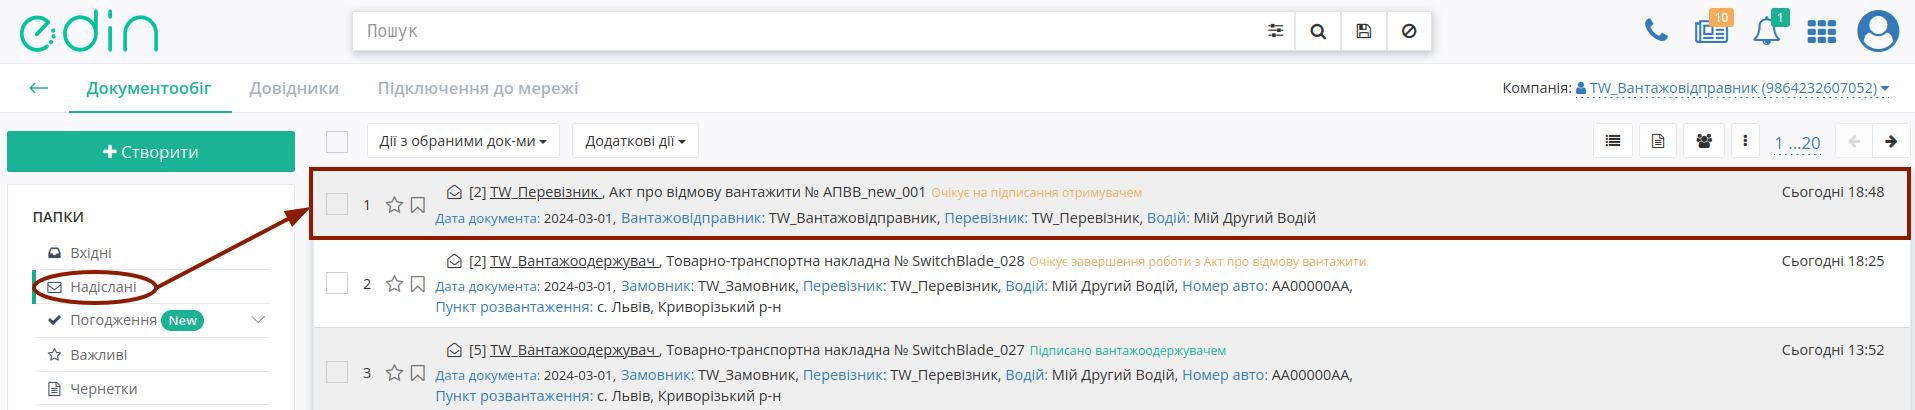 edin
Пошук
10
1
Документообіг
Довідники
Підключення до мережі
Компанія: TW_Вантажовідправник (9864232607052)
Створити
Дії з обраними док-ми
Додаткові дії
1 ...20
ПАПКИ
Вхідні
Надіслані
Погодження New
Важливі
Чернетки
1 [2] TW_Перевізник , Акт про відмову вантажити № АПВВ_new_001 Очікує на підписання отримувачем Сьогодні 18:48
Дата документа: 2024-03-01, Вантажовідправник: TW_Вантажовідправник, Перевізник: TW_Перевізник, Водій: Мій Другий Водій
2 [2] TW_Вантажоодержувач , Товарно-транспортна накладна № SwitchBlade_028 Очікує завершення роботи з Акт про відмову вантажити Сьогодні 18:25
Дата документа: 2024-03-01, Замовник: TW_Замовник, Перевізник: TW_Перевізник, Водій: Мій Другий Водій, Номер авто: АА00000АА,
Пункт розвантаження: с. Львів, Криворізький р-н
3 [5] TW_Вантажоодержувач , Товарно-транспортна накладна № SwitchBlade_027 Підписано вантажоодержувачем Сьогодні 13:52
Дата документа: 2024-03-01, Замовник: TW_Замовник, Перевізник: TW_Перевізник, Водій: Мій Другий Водій, Номер авто: АА00000АА,
Пункт розвантаження: с. Львів, Криворізький р-н